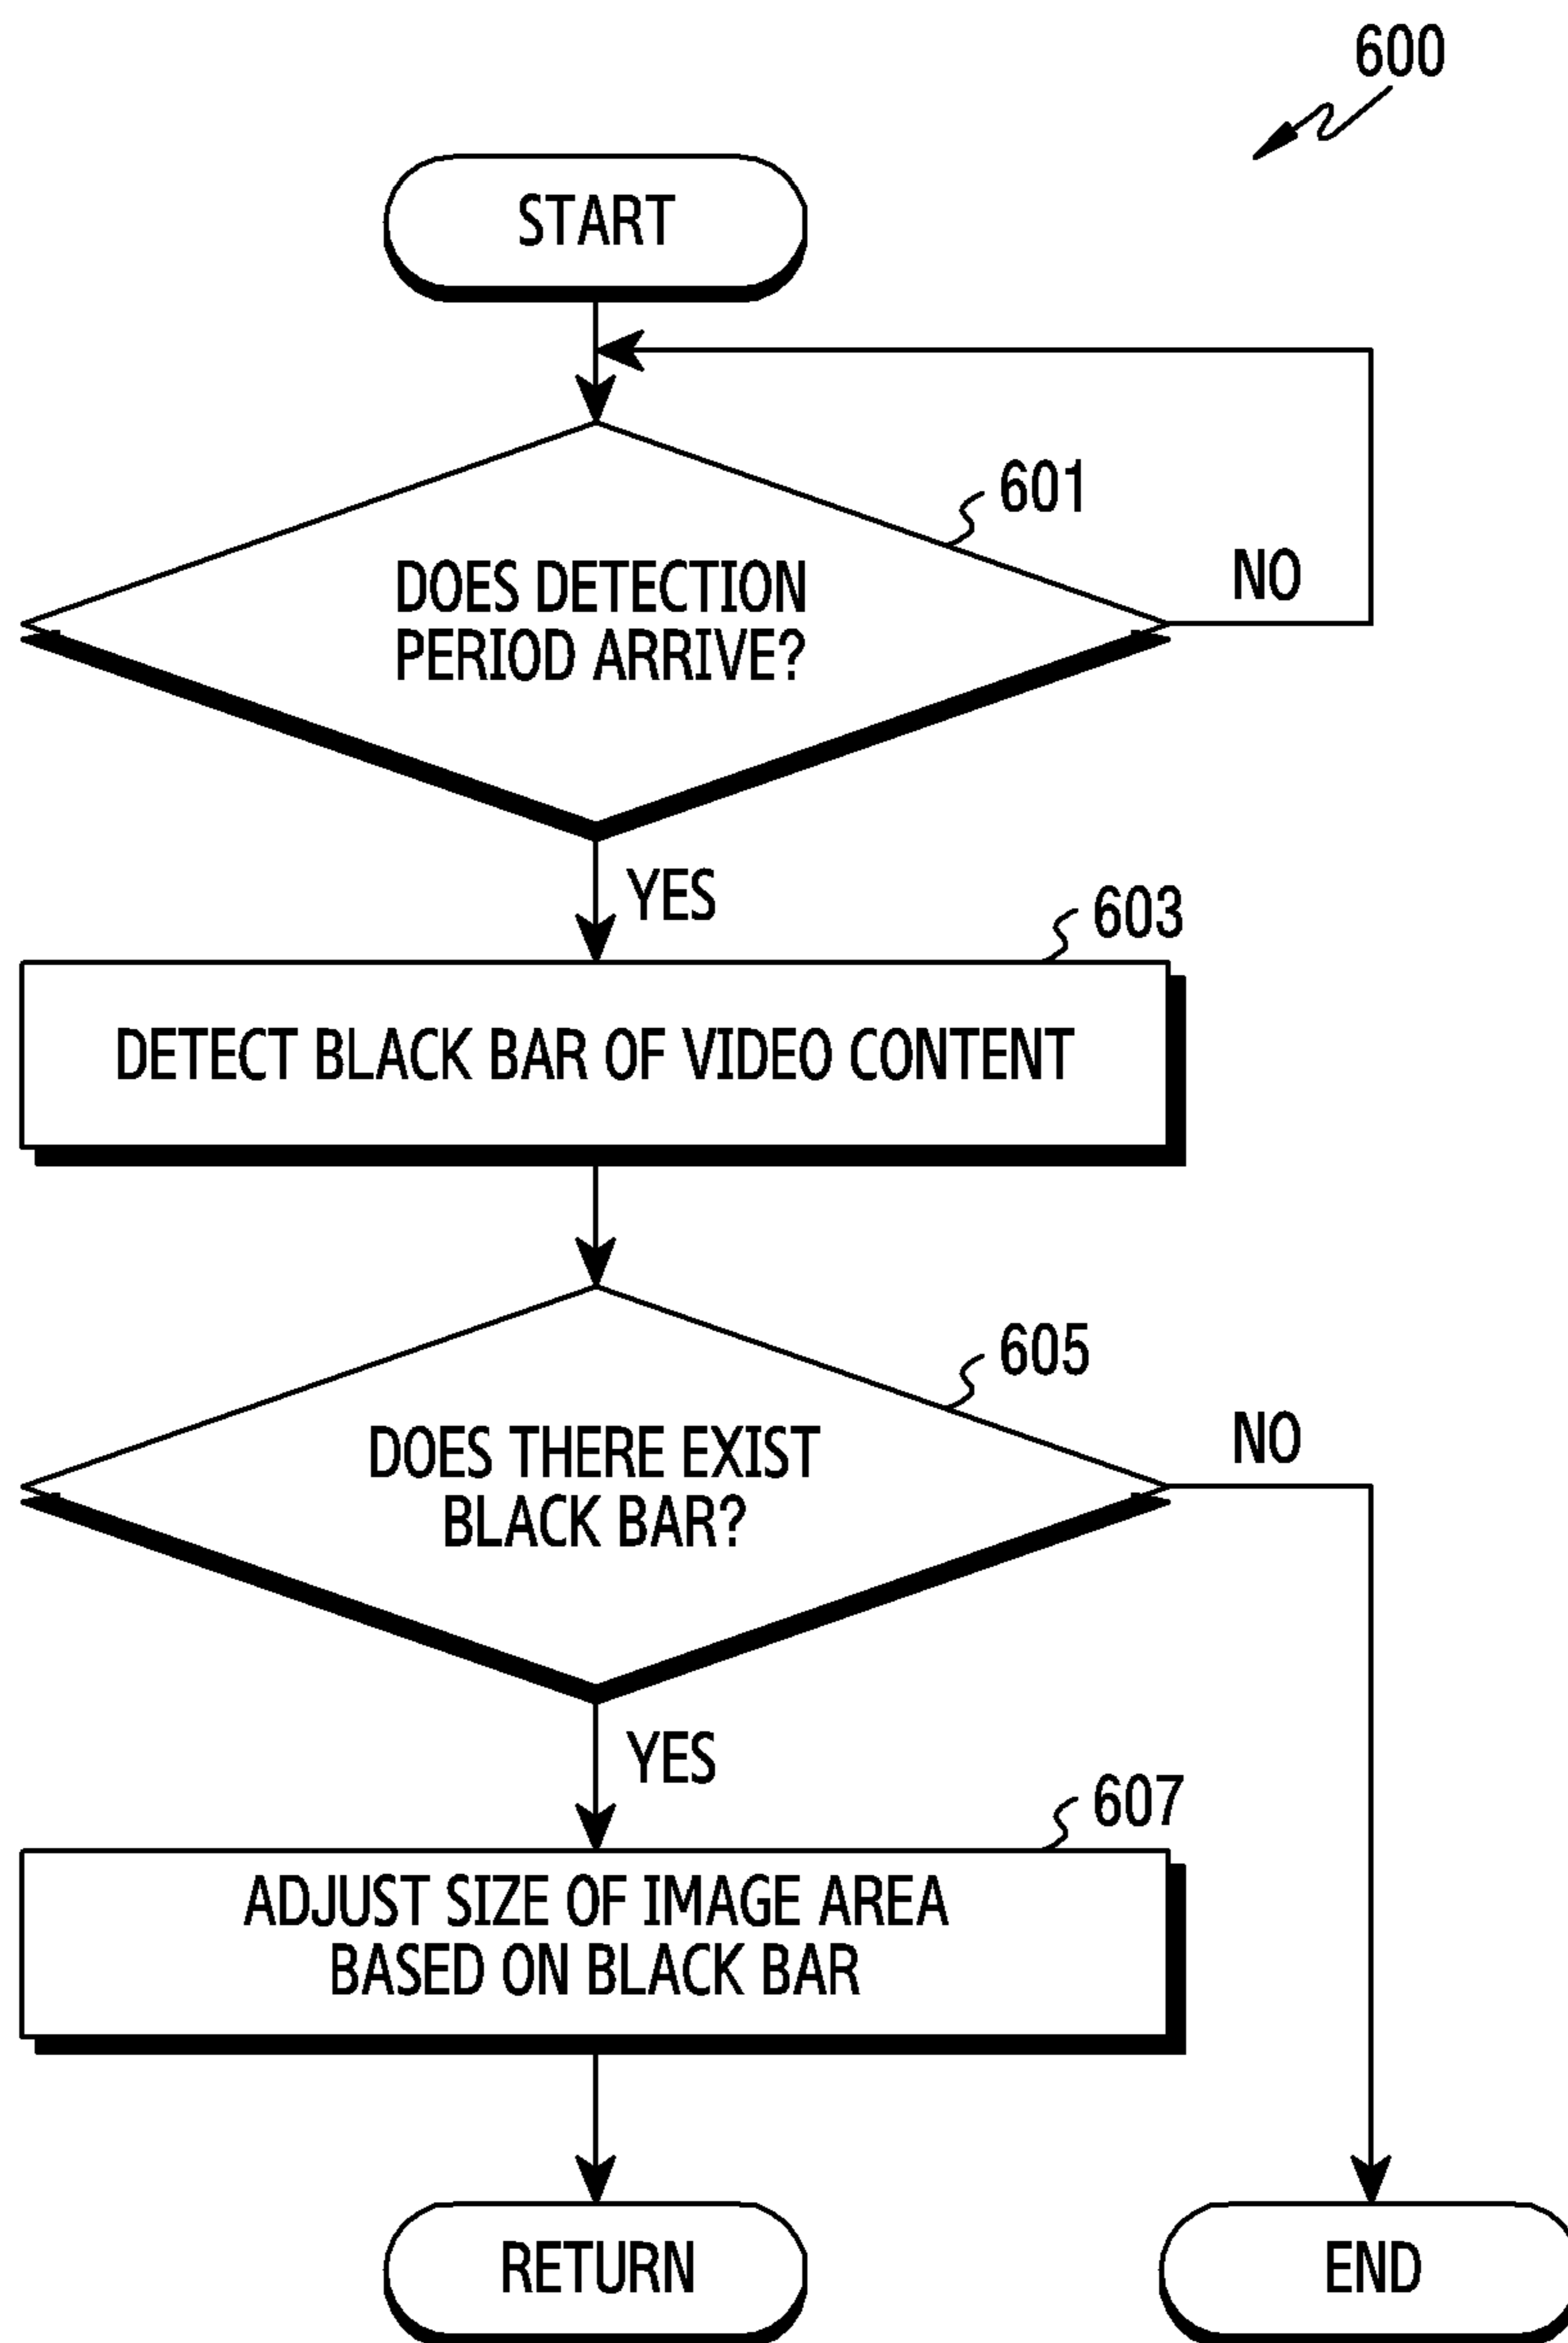 600
START
601
DOES DETECTION
PERIOD ARRIVE?
NO
YES
603
DETECT BLACK BAR OF VIDEO CONTENT
605
DOES THERE EXIST
BLACK BAR?
NO
YES
607
ADJUST SIZE OF IMAGE AREA
BASED ON BLACK BAR
RETURN
END